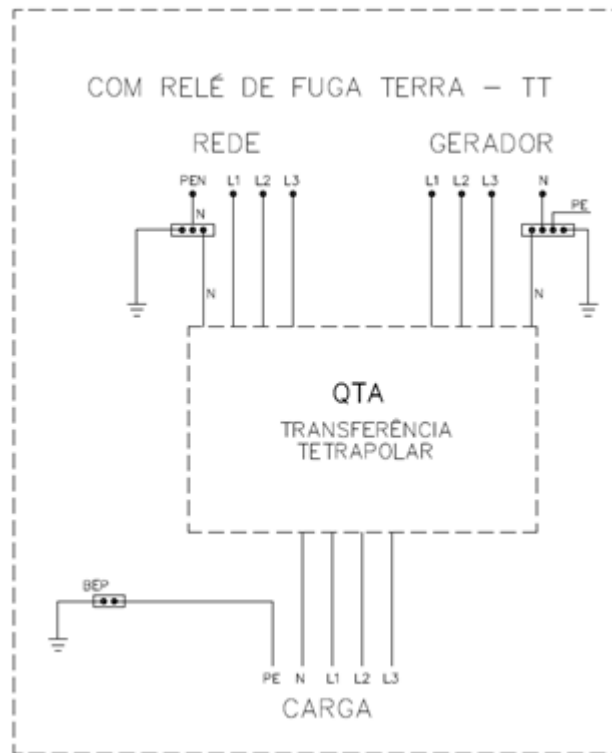 COM RELÉ DE FUGA TERRA – TT
REDE
GERADOR
PEN L1 L2 L3
L1 L2 L3 N
N
PE
N
N
QTA
TRANSFERÊNCIA
TETRAPOLAR
BEP
PE N L1 L2 L3
CARGA